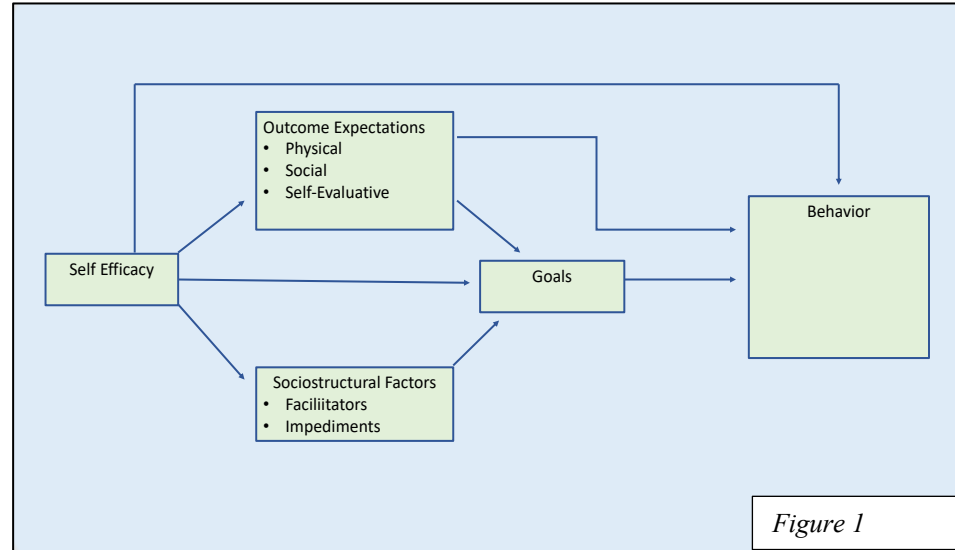 Outcome Expectations
• Physical
• Social
• Self-Evaluative
Behavior
Self Efficacy
Goals
Sociostructural Factors
• Faciliitators
• Impediments
Figure 1